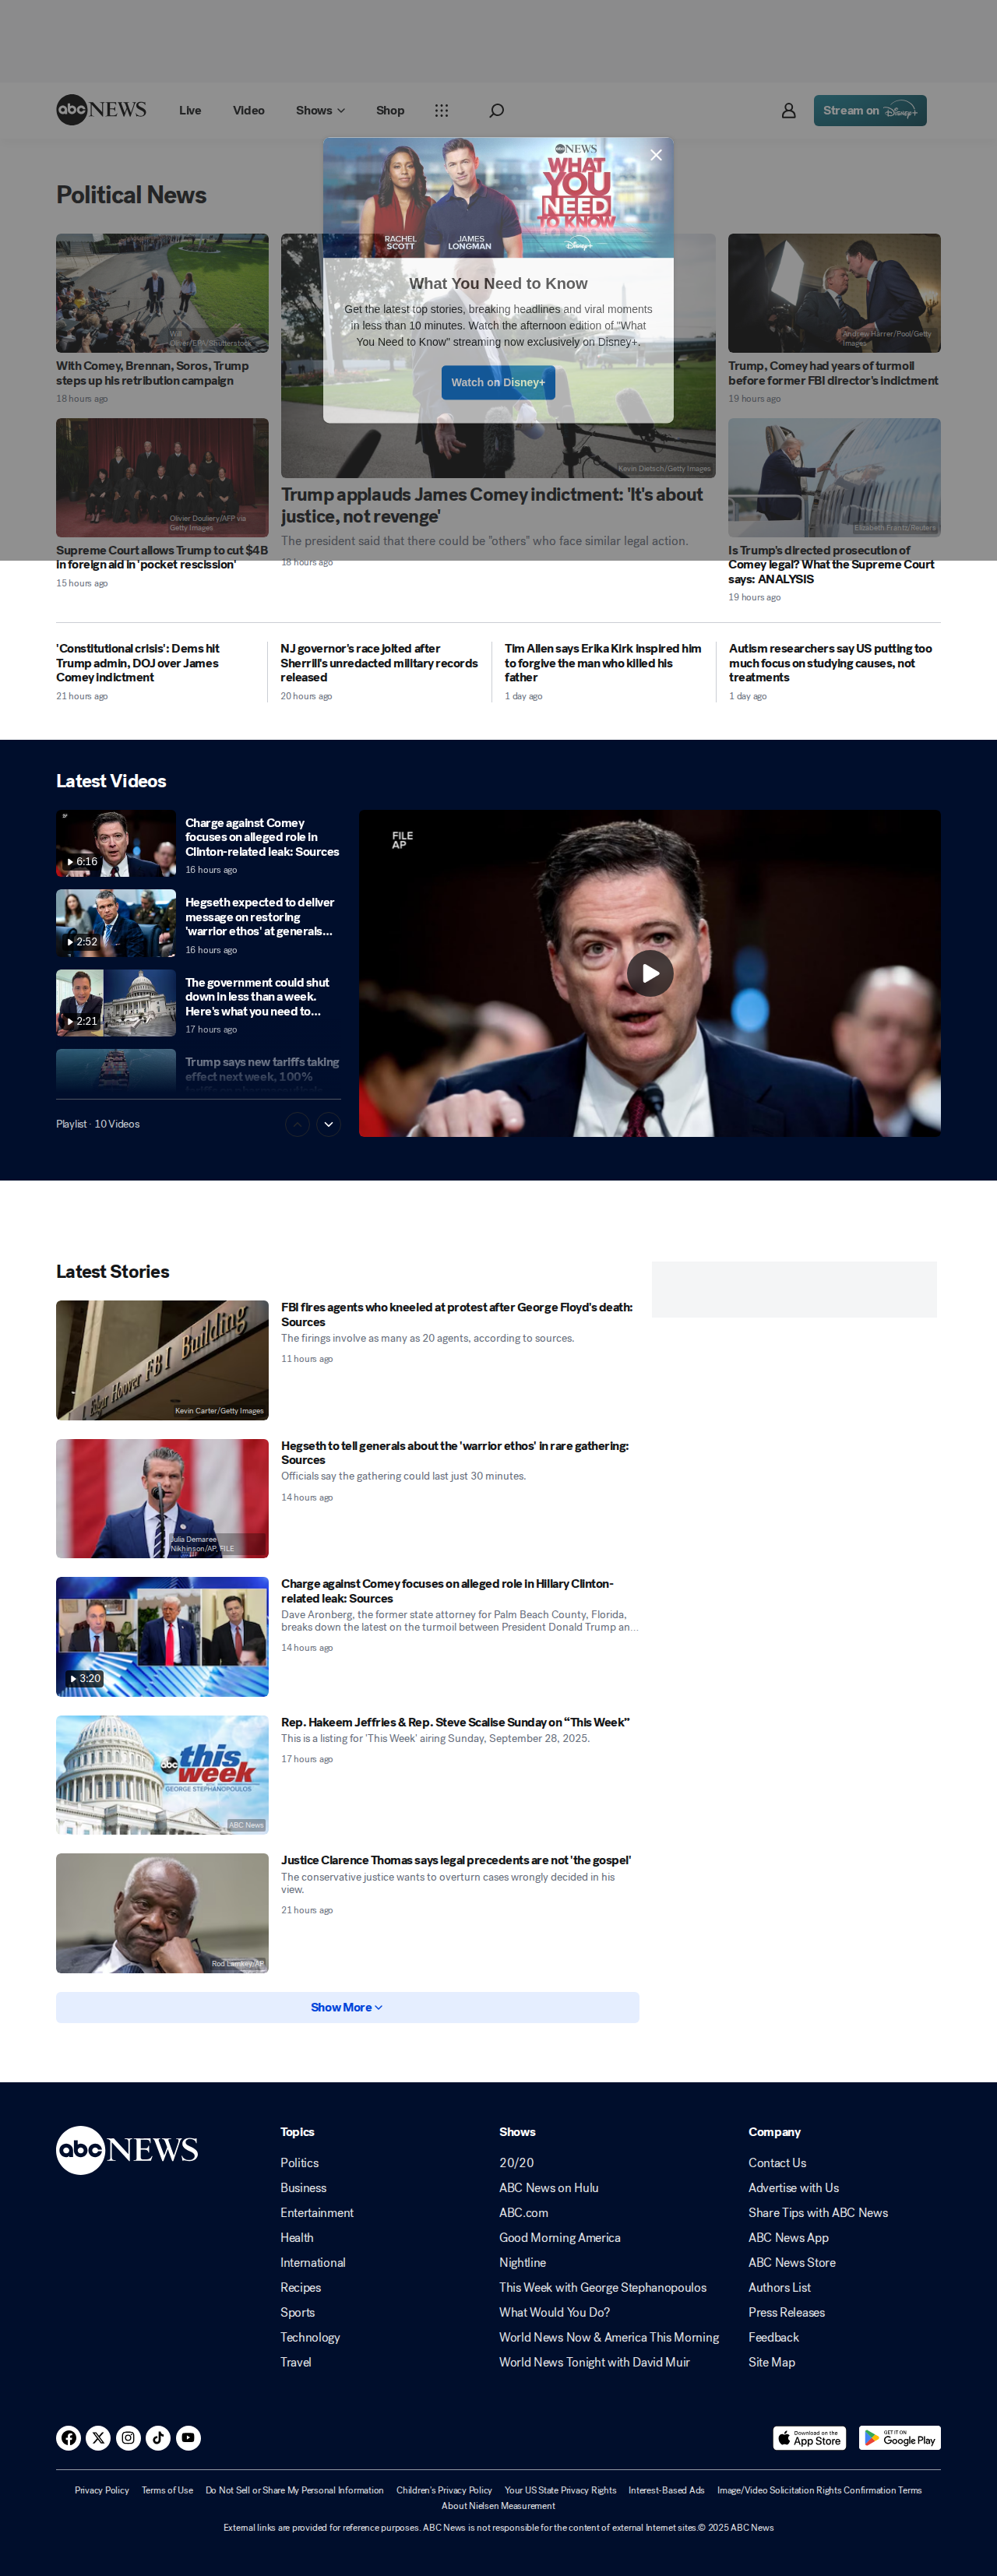 abc NEWS
Live
Video
Shows
Shop
Stream on Disney+
Political News
abc NEWS
WHAT
YOU
NEED
TO KNOW
RACHEL
SCOTT
JAMES
LONGMAN
Disney+
What You Need to Know
Get the latest top stories, breaking headlines and viral moments
in less than 10 minutes. Watch the afternoon edition of "What
You Need to Know" streaming now exclusively on Disney+.
Watch on Disney+
Will
Oliver/EPA/Shutterstock
With Comey, Brennan, Soros, Trump
steps up his retribution campaign
18 hours ago
Olivier Douliery/AFP via
Getty Images
Supreme Court allows Trump to cut $4B
in foreign aid in 'pocket rescission'
15 hours ago
Kevin Dietsch/Getty Images
Trump applauds James Comey indictment: 'It's about
justice, not revenge'
The president said that there could be "others" who face similar legal action.
18 hours ago
Andrew Harrer/Pool/Getty
Images
Trump, Comey had years of turmoil
before former FBI director's indictment
19 hours ago
Elizabeth Frantz/Reuters
Is Trump's directed prosecution of
Comey legal? What the Supreme Court
says: ANALYSIS
19 hours ago
'Constitutional crisis': Dems hit
Trump admin, DOJ over James
Comey indictment
21 hours ago
NJ governor's race jolted after
Sherrill's unredacted military records
released
20 hours ago
Tim Allen says Erika Kirk inspired him
to forgive the man who killed his
father
1 day ago
Autism researchers say US putting too
much focus on studying causes, not
treatments
1 day ago
Latest Videos
6:16
Charge against Comey
focuses on alleged role in
Clinton-related leak: Sources
16 hours ago
2:52
Hegseth expected to deliver
message on restoring
'warrior ethos' at generals...
16 hours ago
2:21
The government could shut
down in less than a week.
Here's what you need to...
17 hours ago
Trump says new tariffs taking
effect next week, 100%
Playlist · 10 Videos
FILE
AP
Latest Stories
Edgar Hoover FBI Building
Kevin Carter/Getty Images
FBI fires agents who kneeled at protest after George Floyd's death:
Sources
The firings involve as many as 20 agents, according to sources.
11 hours ago
Julia Demaree
Nikhinson/AP, FILE
Hegseth to tell generals about the 'warrior ethos' in rare gathering:
Sources
Officials say the gathering could last just 30 minutes.
14 hours ago
3:20
Charge against Comey focuses on alleged role in Hillary Clinton-
related leak: Sources
Dave Aronberg, the former state attorney for Palm Beach County, Florida,
breaks down the latest on the turmoil between President Donald Trump an...
14 hours ago
abc this
week
GEORGE STEPHANOPOULOS
ABC News
Rep. Hakeem Jeffries & Rep. Steve Scalise Sunday on “This Week”
This is a listing for 'This Week' airing Sunday, September 28, 2025.
17 hours ago
Rod Lamkey/AP
Justice Clarence Thomas says legal precedents are not 'the gospel'
The conservative justice wants to overturn cases wrongly decided in his
view.
21 hours ago
Show More
abc NEWS
Topics
Politics
Business
Entertainment
Health
International
Recipes
Sports
Technology
Travel
Shows
20/20
ABC News on Hulu
ABC.com
Good Morning America
Nightline
This Week with George Stephanopoulos
What Would You Do?
World News Now & America This Morning
World News Tonight with David Muir
Company
Contact Us
Advertise with Us
Share Tips with ABC News
ABC News App
ABC News Store
Authors List
Press Releases
Feedback
Site Map
Download on the
App Store
GET IT ON
Google Play
Privacy Policy Terms of Use Do Not Sell or Share My Personal Information Children's Privacy Policy Your US State Privacy Rights Interest-Based Ads Image/Video Solicitation Rights Confirmation Terms
About Nielsen Measurement
External links are provided for reference purposes. ABC News is not responsible for the content of external Internet sites.© 2025 ABC News